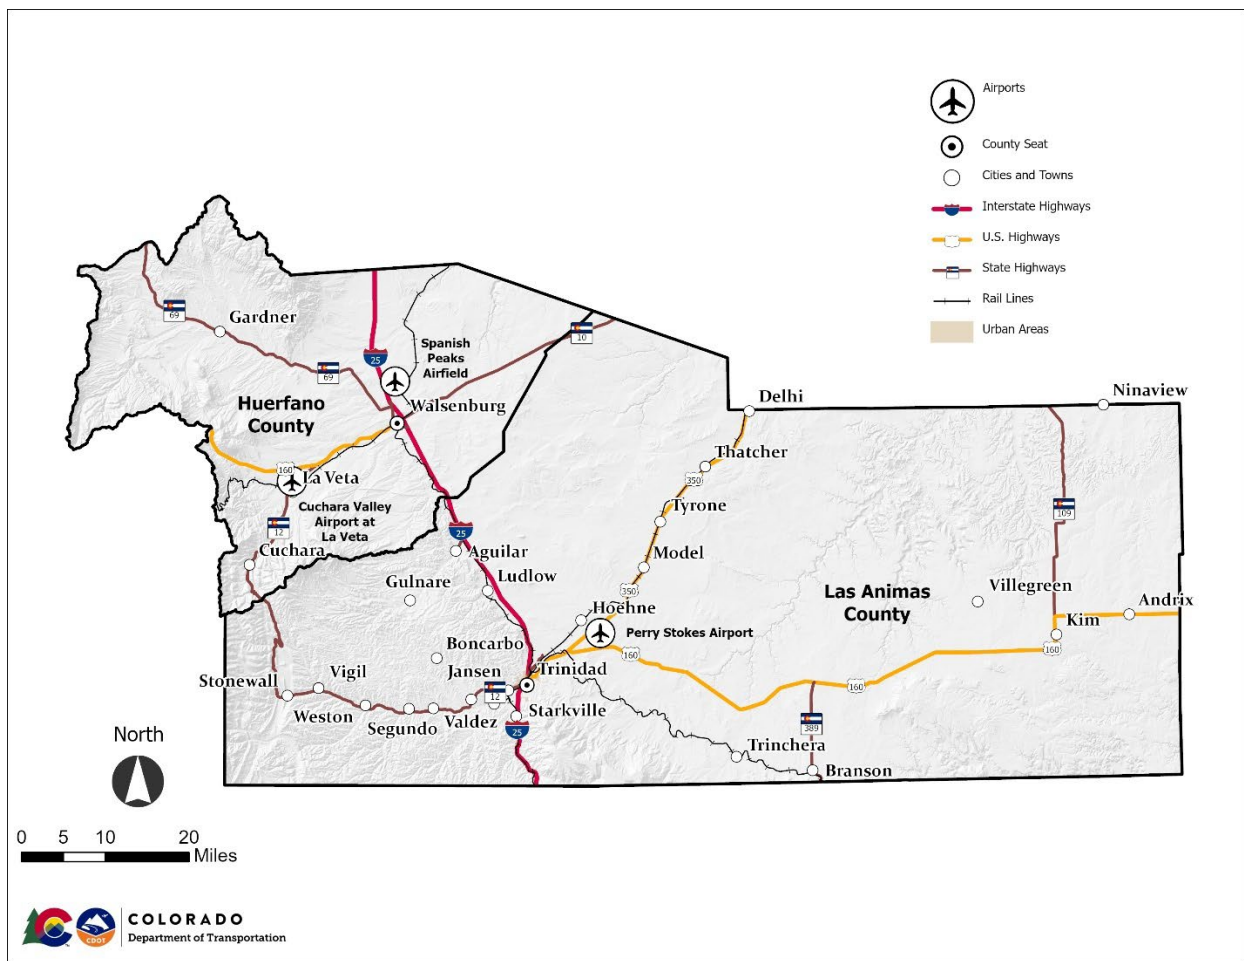 Airports
County Seat
Cities and Towns
Interstate Highways
U.S. Highways
State Highways
Rail Lines
Urban Areas
69
Gardner
25
Spanish
Peaks
Airfield
10
69
Walsenburg
Huerfano
County
Delhi
Ninaview
160
La Veta
Thatcher
350
Cuchara Valley
Airport at
La Veta
12
Tyrone
109
25
Cuchara
Aguilar
Model
Gulnare
Ludlow
350
Las Animas
County
Villegreen
Hoehne
Andrix
Perry Stokes Airport
Kim
Boncarbo
160
160
Trinidad
Jansen
Vigil
Stonewall
12
160
Weston
Segundo
Valdez
Starkville
389
25
Trinchera
Branson
North
0 5 10 20
Miles
COLORADO
Department of Transportation
CDOT